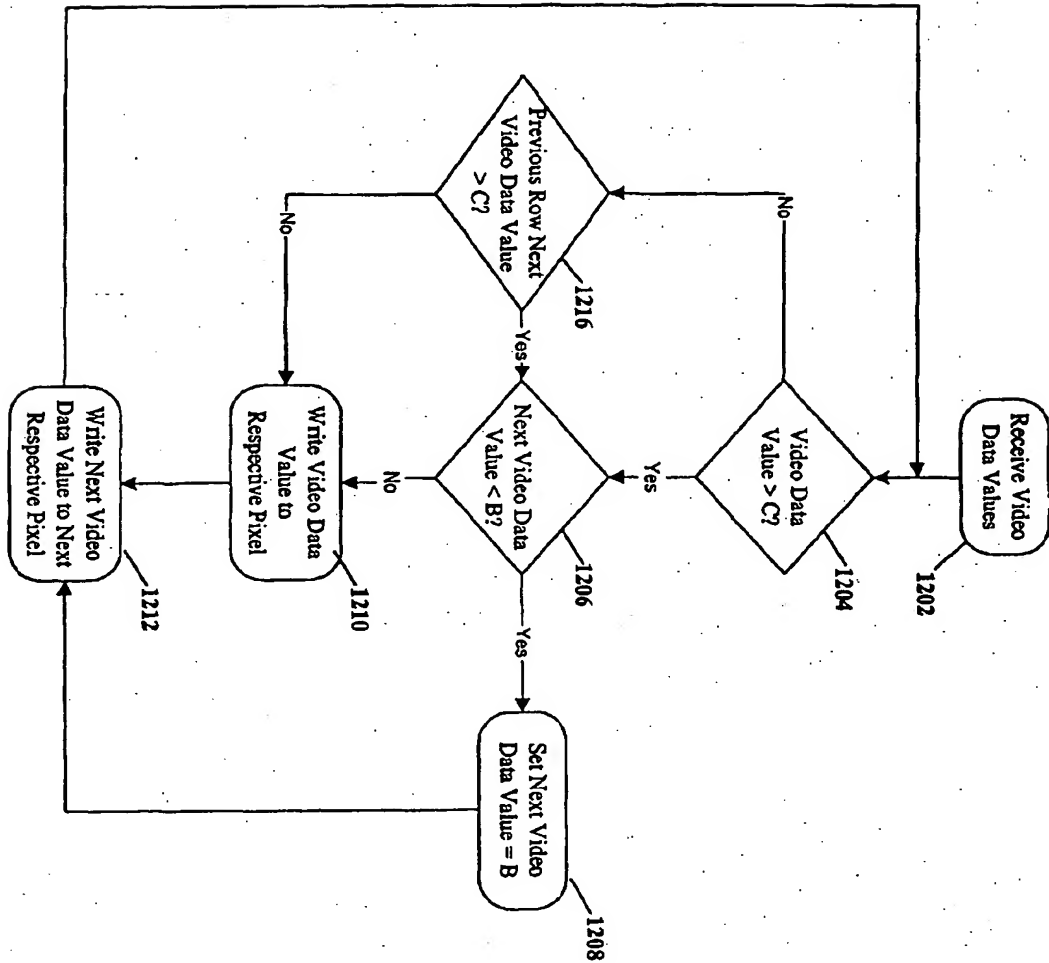 Receive Video
Data Values
1202
Video Data
Value > C?
1204
No
Yes
Previous Row Next
Video Data Value
> C?
1216
Yes
No
Next Video Data
Value < B?
1206
Yes
No
Set Next Video
Data Value = B
1208
Write Video Data
Value to
Respective Pixel
1210
Write Next Video
Data Value to Next
Respective Pixel
1212